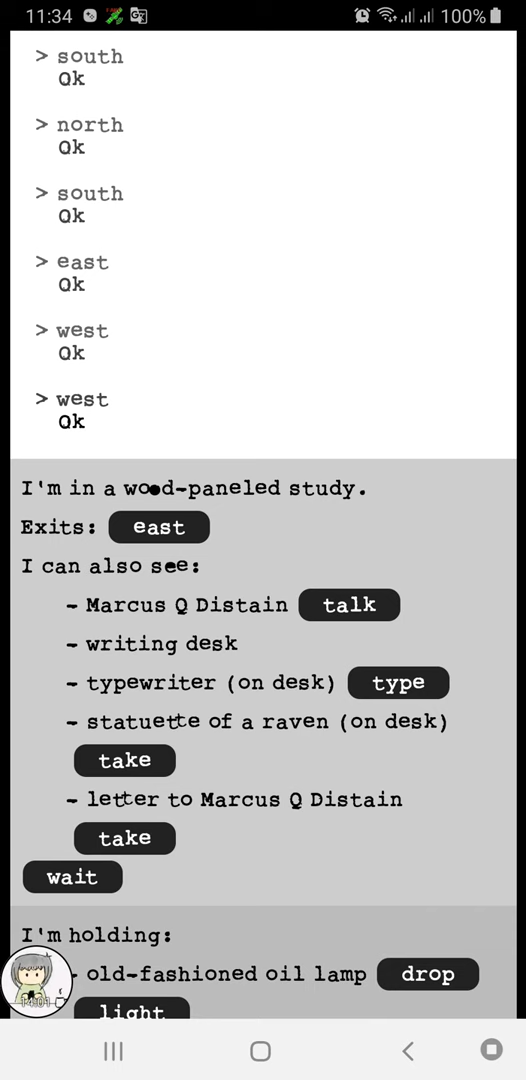 11:34 100%
> south
Ok
> north
Ok
> south
Ok
> east
Ok
> west
Ok
> west
Ok
I'm in a wood-paneled study.
Exits: east
I can also see:
- Marcus Q Distain talk
- writing desk
- typewriter (on desk) type
- statuette of a raven (on desk)
take
- letter to Marcus Q Distain
take
wait
I'm holding:
- old-fashioned oil lamp drop
14:01
light